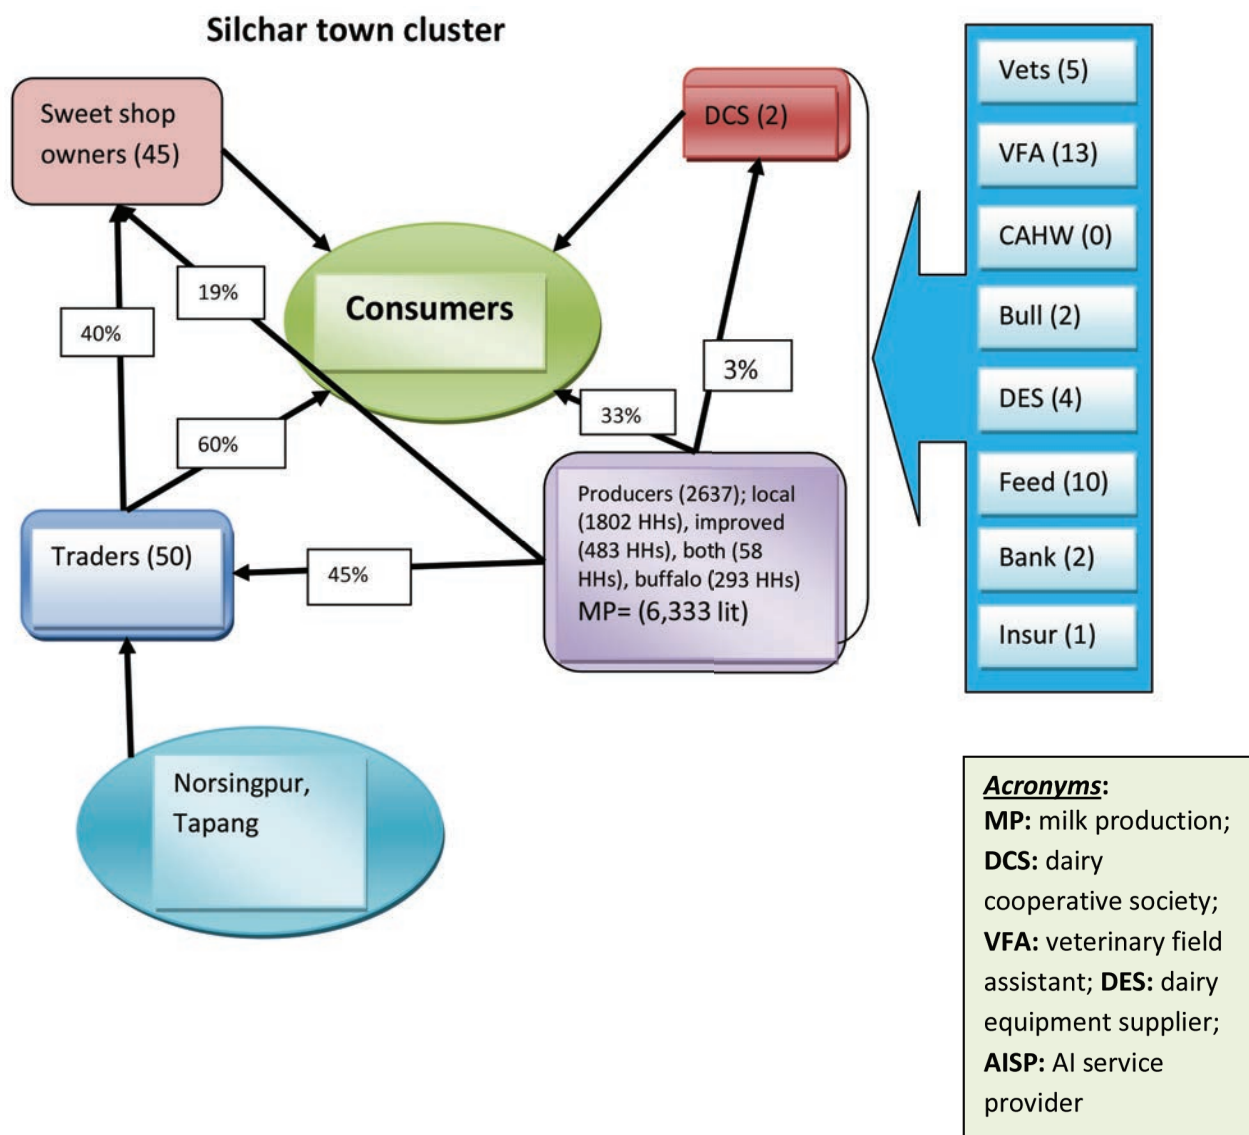 Silchar town cluster
Sweet shop
owners (45)
DCS (2)
Consumers
19%
40%
60%
33%
3%
45%
Traders (50)
Producers (2637); local
(1802 HHs), improved
(483 HHs), both (58
HHs), buffalo (293 HHs)
MP= (6,333 lit)
Norsingpur,
Tapang
Vets (5)
VFA (13)
CAHW (0)
Bull (2)
DES (4)
Feed (10)
Bank (2)
Insur (1)
Acronyms:
MP: milk production;
DCS: dairy
cooperative society;
VFA: veterinary field
assistant; DES: dairy
equipment supplier;
AISP: AI service
provider